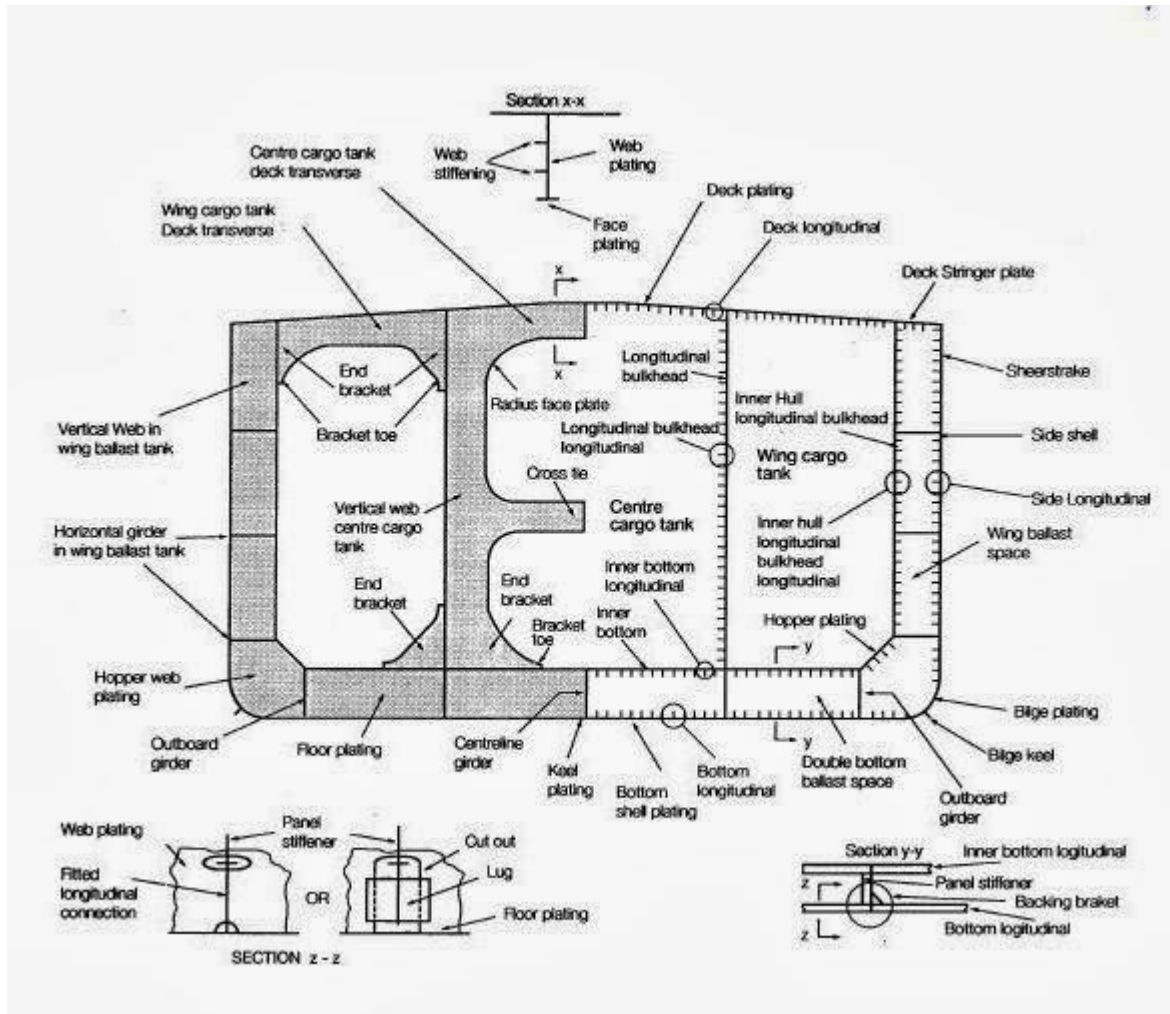 Section x-x
Web
stiffening
Web
plating
Face
plating
Centre cargo tank
deck transverse
Wing cargo tank
Deck transverse
Deck plating
Deck longitudinal
Deck Stringer plate
x
x
End
bracket
Bracket toe
Radius face plate
Longitudinal
bulkhead
Longitudinal bulkhead
longitudinal
Inner Hull
longitudinal bulkhead
Wing cargo
tank
Sheerstrake
Side shell
Side Longitudinal
Vertical Web in
wing ballast tank
Cross tie
Vertical web
centre cargo
tank
Centre
cargo tank
Horizontal girder
in wing ballast tank
Inner hull
longitudinal
bulkhead
longitudinal
Wing ballast
space
End
bracket
End
bracket
Bracket
toe
Inner bottom
longitudinal
Inner
bottom
Hopper plating
y
y
Hopper web
plating
Outboard
girder
Floor plating
Centreline
girder
Keel
plating
Bottom
shell plating
Bottom
longitudinal
Double bottom
ballast space
Bilge plating
Bilge keel
Outboard
girder
Web plating
Panel
stiffener
Cut out
Lug
Fitted
longitudinal
connection
OR
Floor plating
SECTION z - z
Section y-y
Inner bottom logitudinal
z
Panel stiffener
Backing braket
z
Bottom logitudinal